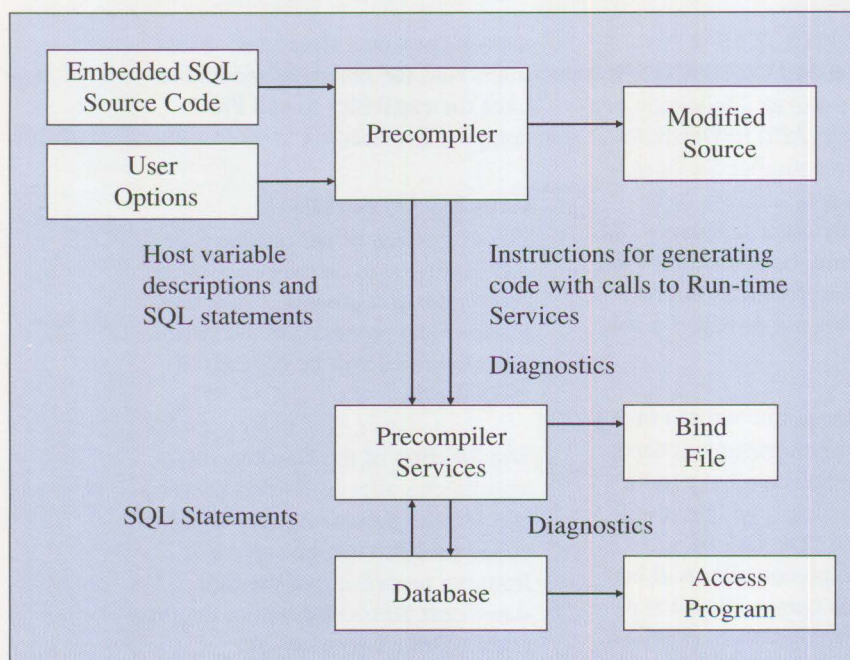 Embedded SQL
Source Code
User
Options
Precompiler
Modified
Source
Host variable
descriptions and
SQL statements
Instructions for generating
code with calls to Run-time
Services
Diagnostics
Precompiler
Services
Bind
File
SQL Statements
Diagnostics
Database
Access
Program